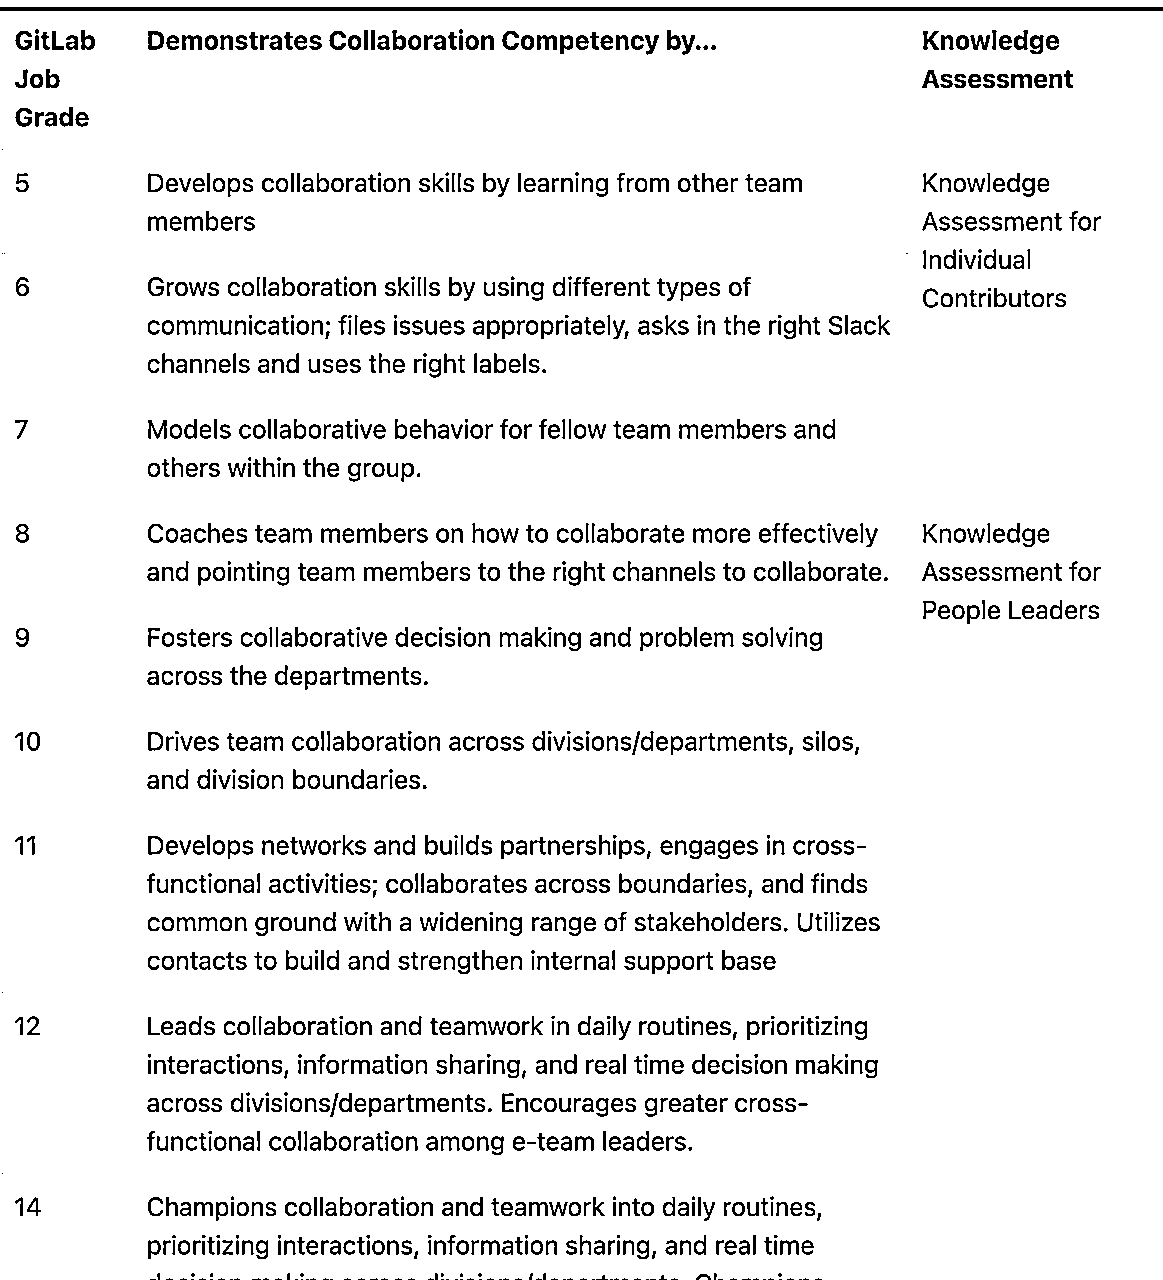 GitLab Job Grade
Demonstrates Collaboration Competency by...
Knowledge Assessment
5
Develops collaboration skills by learning from other team
members
Knowledge
Assessment for
Individual
Contributors
6
Grows collaboration skills by using different types of
communication; files issues appropriately, asks in the right Slack
channels and uses the right labels.
7
Models collaborative behavior for fellow team members and
others within the group.
8
Coaches team members on how to collaborate more effectively
and pointing team members to the right channels to collaborate.
Knowledge
Assessment for
People Leaders
9
Fosters collaborative decision making and problem solving
across the departments.
10
Drives team collaboration across divisions/departments, silos,
and division boundaries.
11
Develops networks and builds partnerships, engages in cross-
functional activities; collaborates across boundaries, and finds
common ground with a widening range of stakeholders. Utilizes
contacts to build and strengthen internal support base
12
Leads collaboration and teamwork in daily routines, prioritizing
interactions, information sharing, and real time decision making
across divisions/departments. Encourages greater cross-
functional collaboration among e-team leaders.
14
Champions collaboration and teamwork into daily routines,
prioritizing interactions, information sharing, and real time